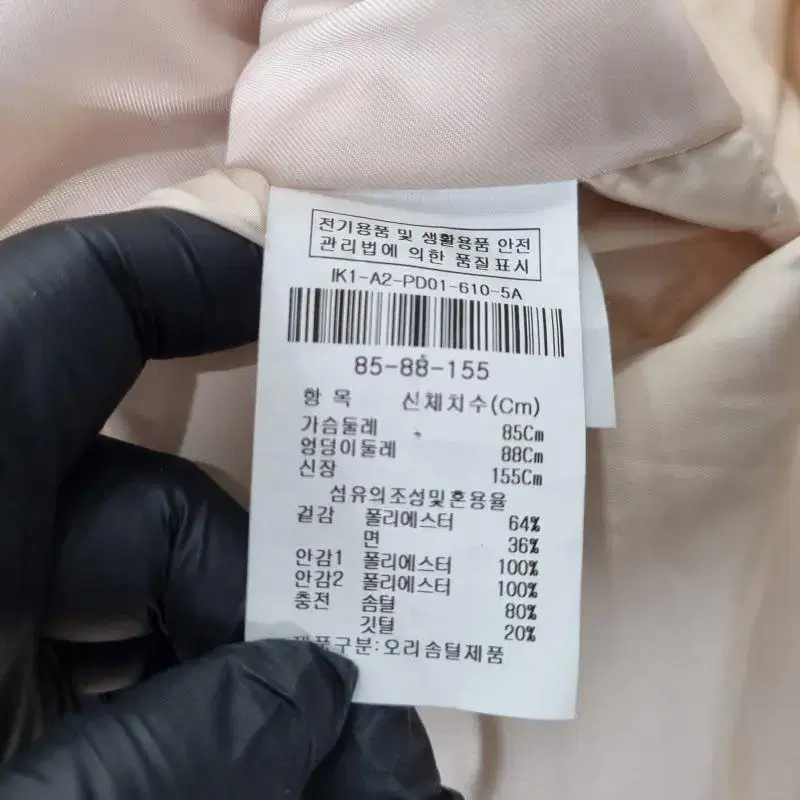 전기용품 및 생활용품 안전
관리법에 의한 품질표시
IK1-A2-PD01-610-5A
85-88-155
항 목 신체치수(Cm)
가슴둘레 85Cm
엉덩이둘레 88Cm
신장 155Cm
섬유의조성및혼용율
겉감 폴리에스터 64%
면 36%
안감1 폴리에스터 100%
안감2 폴리에스터 100%
충전 솜털 80%
깃털 20%
제품구분:오리솜털제품